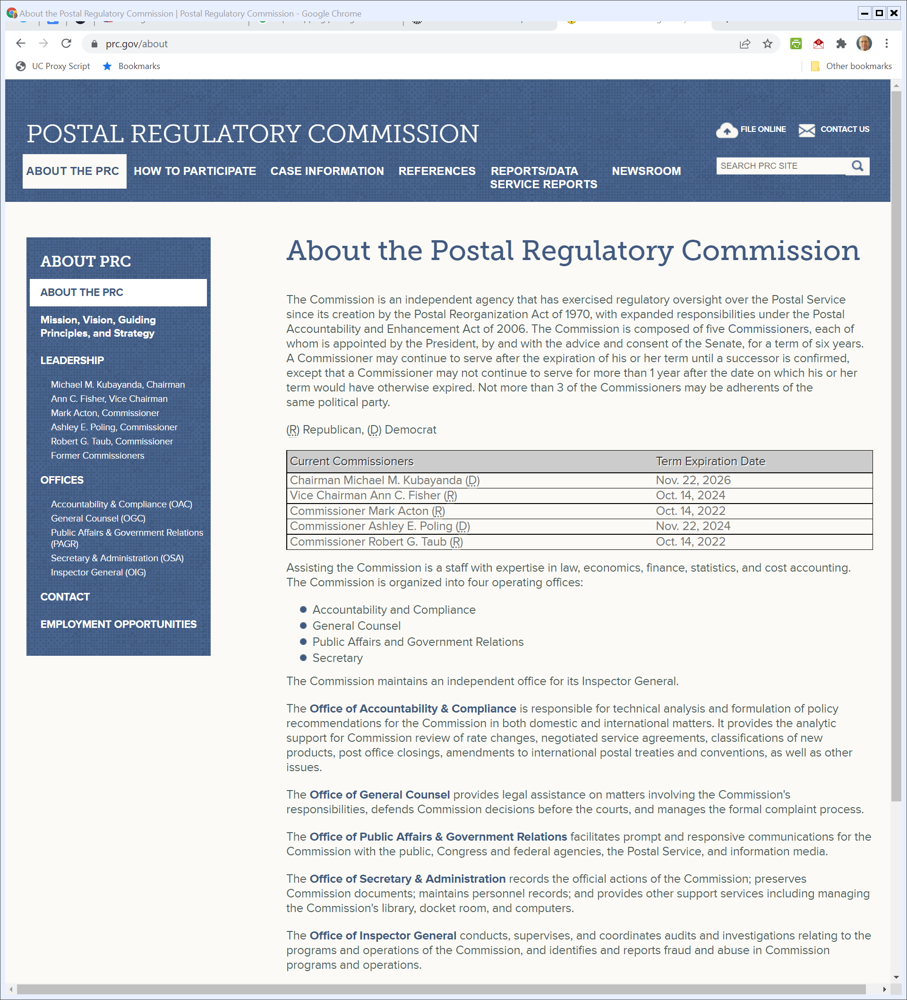 About the Postal Regulatory Commission | Postal Regulatory Commission - Google Chrome
prc.gov/about
UC Proxy Script Bookmarks Other bookmarks
POSTAL REGULATORY COMMISSION
FILE ONLINE CONTACT US
ABOUT THE PRC HOW TO PARTICIPATE CASE INFORMATION REFERENCES REPORTS/DATA NEWSROOM
SERVICE REPORTS
SEARCH PRC SITE
ABOUT PRC
ABOUT THE PRC
Mission, Vision, Guiding
Principles, and Strategy
LEADERSHIP
Michael M. Kubayanda, Chairman
Ann C. Fisher, Vice Chairman
Mark Acton, Commissioner
Ashley E. Poling, Commissioner
Robert G. Taub, Commissioner
Former Commissioners
OFFICES
Accountability & Compliance (OAC)
General Counsel (OGC)
Public Affairs & Government Relations
(PAGR)
Secretary & Administration (OSA)
Inspector General (OIG)
CONTACT
EMPLOYMENT OPPORTUNITIES
About the Postal Regulatory Commission
The Commission is an independent agency that has exercised regulatory oversight over the Postal Service
since its creation by the Postal Reorganization Act of 1970, with expanded responsibilities under the Postal
Accountability and Enhancement Act of 2006. The Commission is composed of five Commissioners, each of
whom is appointed by the President, by and with the advice and consent of the Senate, for a term of six years.
A Commissioner may continue to serve after the expiration of his or her term until a successor is confirmed,
except that a Commissioner may not continue to serve for more than 1 year after the date on which his or her
term would have otherwise expired. Not more than 3 of the Commissioners may be adherents of the
same political party.
(R) Republican, (D) Democrat
Current Commissioners Term Expiration Date
Chairman Michael M. Kubayanda (D) Nov. 22, 2026
Vice Chairman Ann C. Fisher (R) Oct. 14, 2024
Commissioner Mark Acton (R) Oct. 14, 2022
Commissioner Ashley E. Poling (D) Nov. 22, 2024
Commissioner Robert G. Taub (R) Oct. 14, 2022
Assisting the Commission is a staff with expertise in law, economics, finance, statistics, and cost accounting.
The Commission is organized into four operating offices:
Accountability and Compliance
General Counsel
Public Affairs and Government Relations
Secretary
The Commission maintains an independent office for its Inspector General.
The Office of Accountability & Compliance is responsible for technical analysis and formulation of policy
recommendations for the Commission in both domestic and international matters. It provides the analytic
support for Commission review of rate changes, negotiated service agreements, classifications of new
products, post office closings, amendments to international postal treaties and conventions, as well as other
issues.
The Office of General Counsel provides legal assistance on matters involving the Commission's
responsibilities, defends Commission decisions before the courts, and manages the formal complaint process.
The Office of Public Affairs & Government Relations facilitates prompt and responsive communications for the
Commission with the public, Congress and federal agencies, the Postal Service, and information media.
The Office of Secretary & Administration records the official actions of the Commission; preserves
Commission documents; maintains personnel records; and provides other support services including managing
the Commission's library, docket room, and computers.
The Office of Inspector General conducts, supervises, and coordinates audits and investigations relating to the
programs and operations of the Commission, and identifies and reports fraud and abuse in Commission
programs and operations.